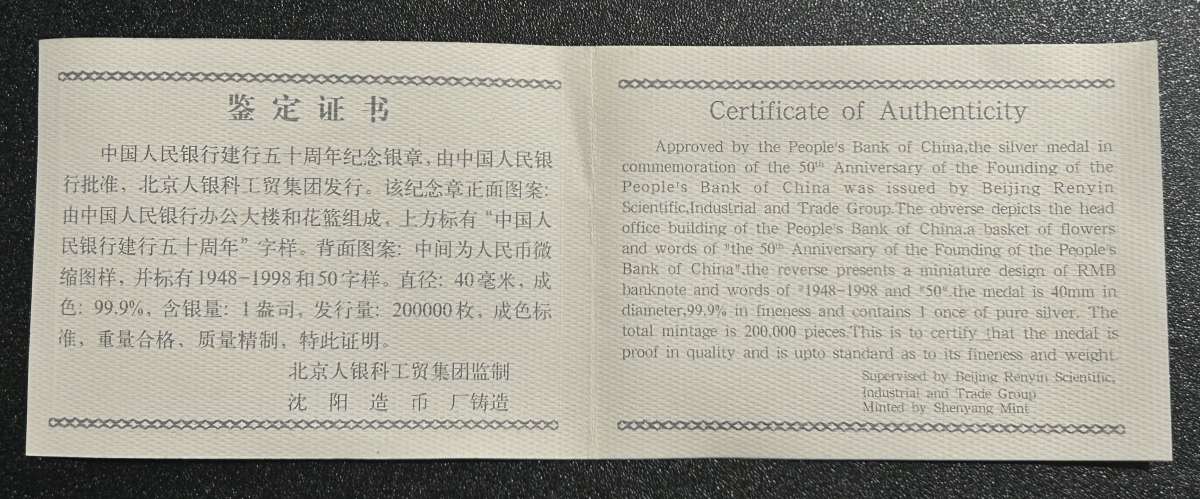 鉴定证书
中国人民银行建行五十周年纪念银章，由中国人民银
行批准，北京人银科工贸集团发行。该纪念章正面图案：
由中国人民银行办公大楼和花篮组成，上方标有“中国人
民银行建行五十周年”字样。背面图案：中间为人民币微
缩图样，并标有1948-1998和50字样。直径：40毫米，成
色：99.9%，含银量：1盎司，发行量：200000枚，成色标
准，重量合格，质量精制，特此证明。
北京人银科工贸集团监制
沈阳造币厂铸造
Certificate of Authenticity
Approved by the People's Bank of China,the silver medal in
commemoration of the 50th Anniversary of the Founding of the
People's Bank of China was issued by Beijing Renyin
Scientific,Industrial and Trade Group.The obverse depicts the head
office building of the People's Bank of China,a basket of flowers
and words of "the 50th Anniversary of the Founding of the People's
Bank of China".the reverse presents a miniature design of RMB
banknote and words of "1948-1998 and "50".the medal is 40mm in
diameter,99.9% in fineness and contains 1 once of pure silver. The
total mintage is 200,000 pieces.This is to certify that the medal is
proof in quality and is upto standard as to its fineness and weight.
Supervised by Beijing Renyin Scientific,
Industrial and Trade Group
Minted by Shenyang Mint